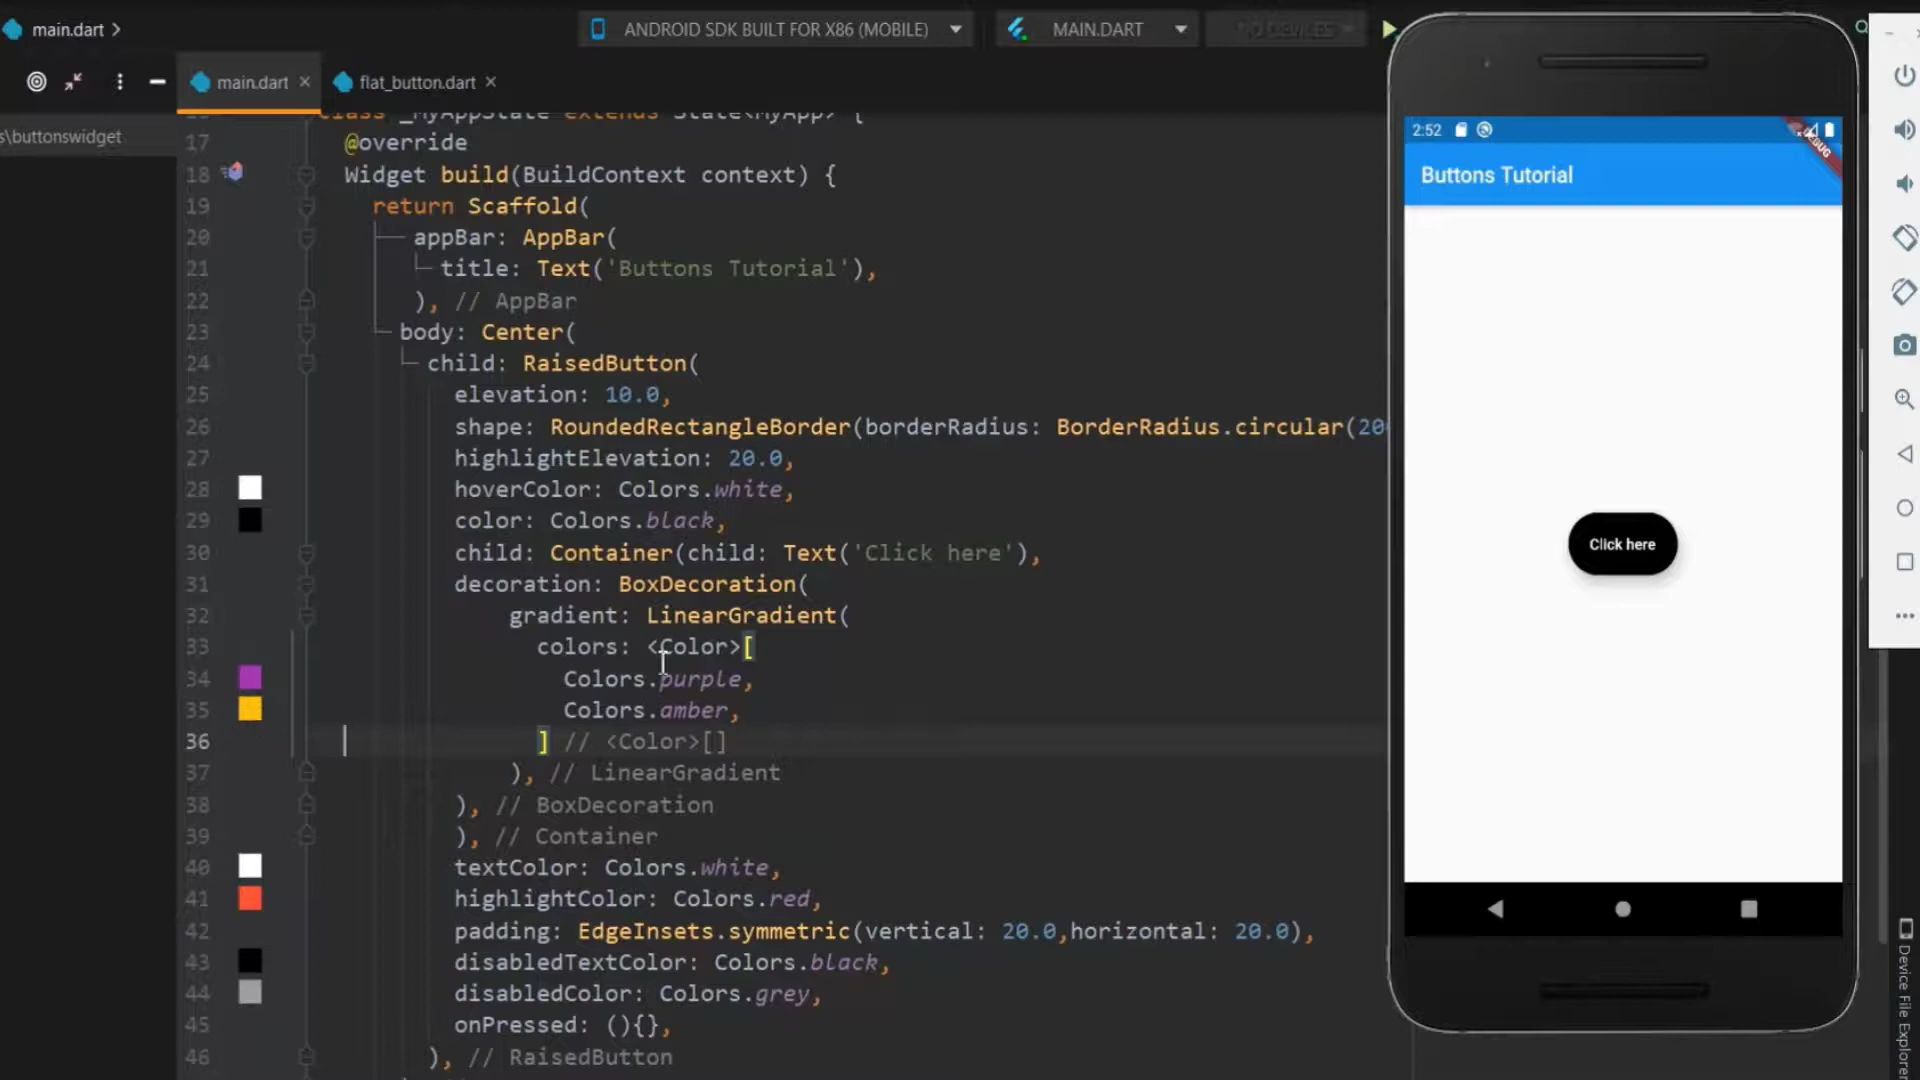 main.dart
ANDROID SDK BUILT FOR X86 (MOBILE)
MAIN.DART
NO DEVICES
main.dart
flat_button.dart
s\buttonswidget
class _MyAppState extends State<MyApp> {
17 @override
18 Widget build(BuildContext context) {
19 return Scaffold(
20 appBar: AppBar(
21 title: Text('Buttons Tutorial'),
22 ), // AppBar
23 body: Center(
24 child: RaisedButton(
25 elevation: 10.0,
26 shape: RoundedRectangleBorder(borderRadius: BorderRadius.circular(20
27 highlightElevation: 20.0,
28 hoverColor: Colors.white,
29 color: Colors.black,
30 child: Container(child: Text('Click here'),
31 decoration: BoxDecoration(
32 gradient: LinearGradient(
33 colors: <Color>[
34 Colors.purple,
35 Colors.amber,
36 ] // <Color>[]
37 ), // LinearGradient
38 ), // BoxDecoration
39 ), // Container
40 textColor: Colors.white,
41 highlightColor: Colors.red,
42 padding: EdgeInsets.symmetric(vertical: 20.0,horizontal: 20.0),
43 disabledTextColor: Colors.black,
44 disabledColor: Colors.grey,
45 onPressed: (){},
46 ), // RaisedButton
2:52
Buttons Tutorial
Click here
Device File Explorer